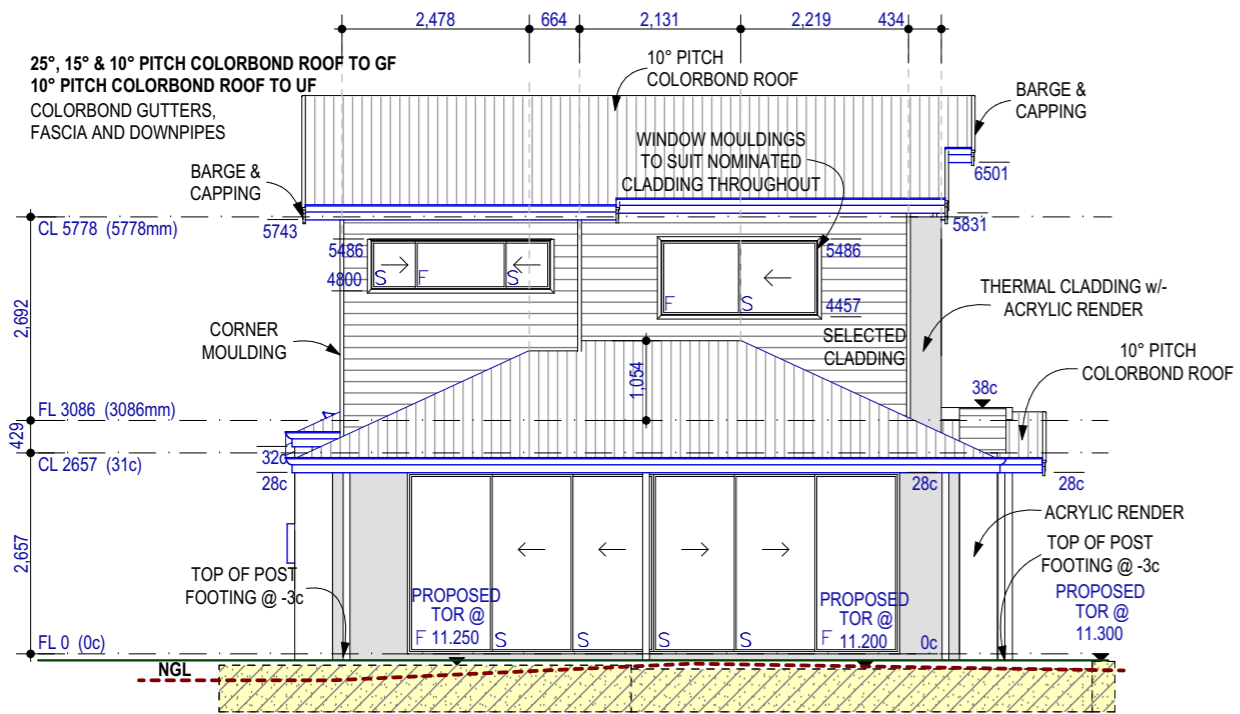 2,478 664 2,131 2,219 434
25°, 15° & 10° PITCH COLORBOND ROOF TO GF
10° PITCH COLORBOND ROOF TO UF
COLORBOND GUTTERS,
FASCIA AND DOWNPIPES
10° PITCH
COLORBOND ROOF
BARGE &
CAPPING
WINDOW MOULDINGS
TO SUIT NOMINATED
CLADDING THROUGHOUT
BARGE &
CAPPING
6501
5743
5831
CL 5778 (5778mm)
5486
4800
S F S
5486
4457
F S
2,692
THERMAL CLADDING w/-
ACRYLIC RENDER
CORNER
MOULDING
SELECTED
CLADDING
1,054
10° PITCH
COLORBOND ROOF
38c
FL 3086 (3086mm)
429
CL 2657 (31c)
32c
28c
28c
28c
2,657
ACRYLIC RENDER
TOP OF POST
FOOTING @ -3c
TOP OF POST
FOOTING @ -3c
PROPOSED
TOR @
11.250
PROPOSED
TOR @
11.200
PROPOSED
TOR @
11.300
F S S S S F
0c
FL 0 (0c)
NGL